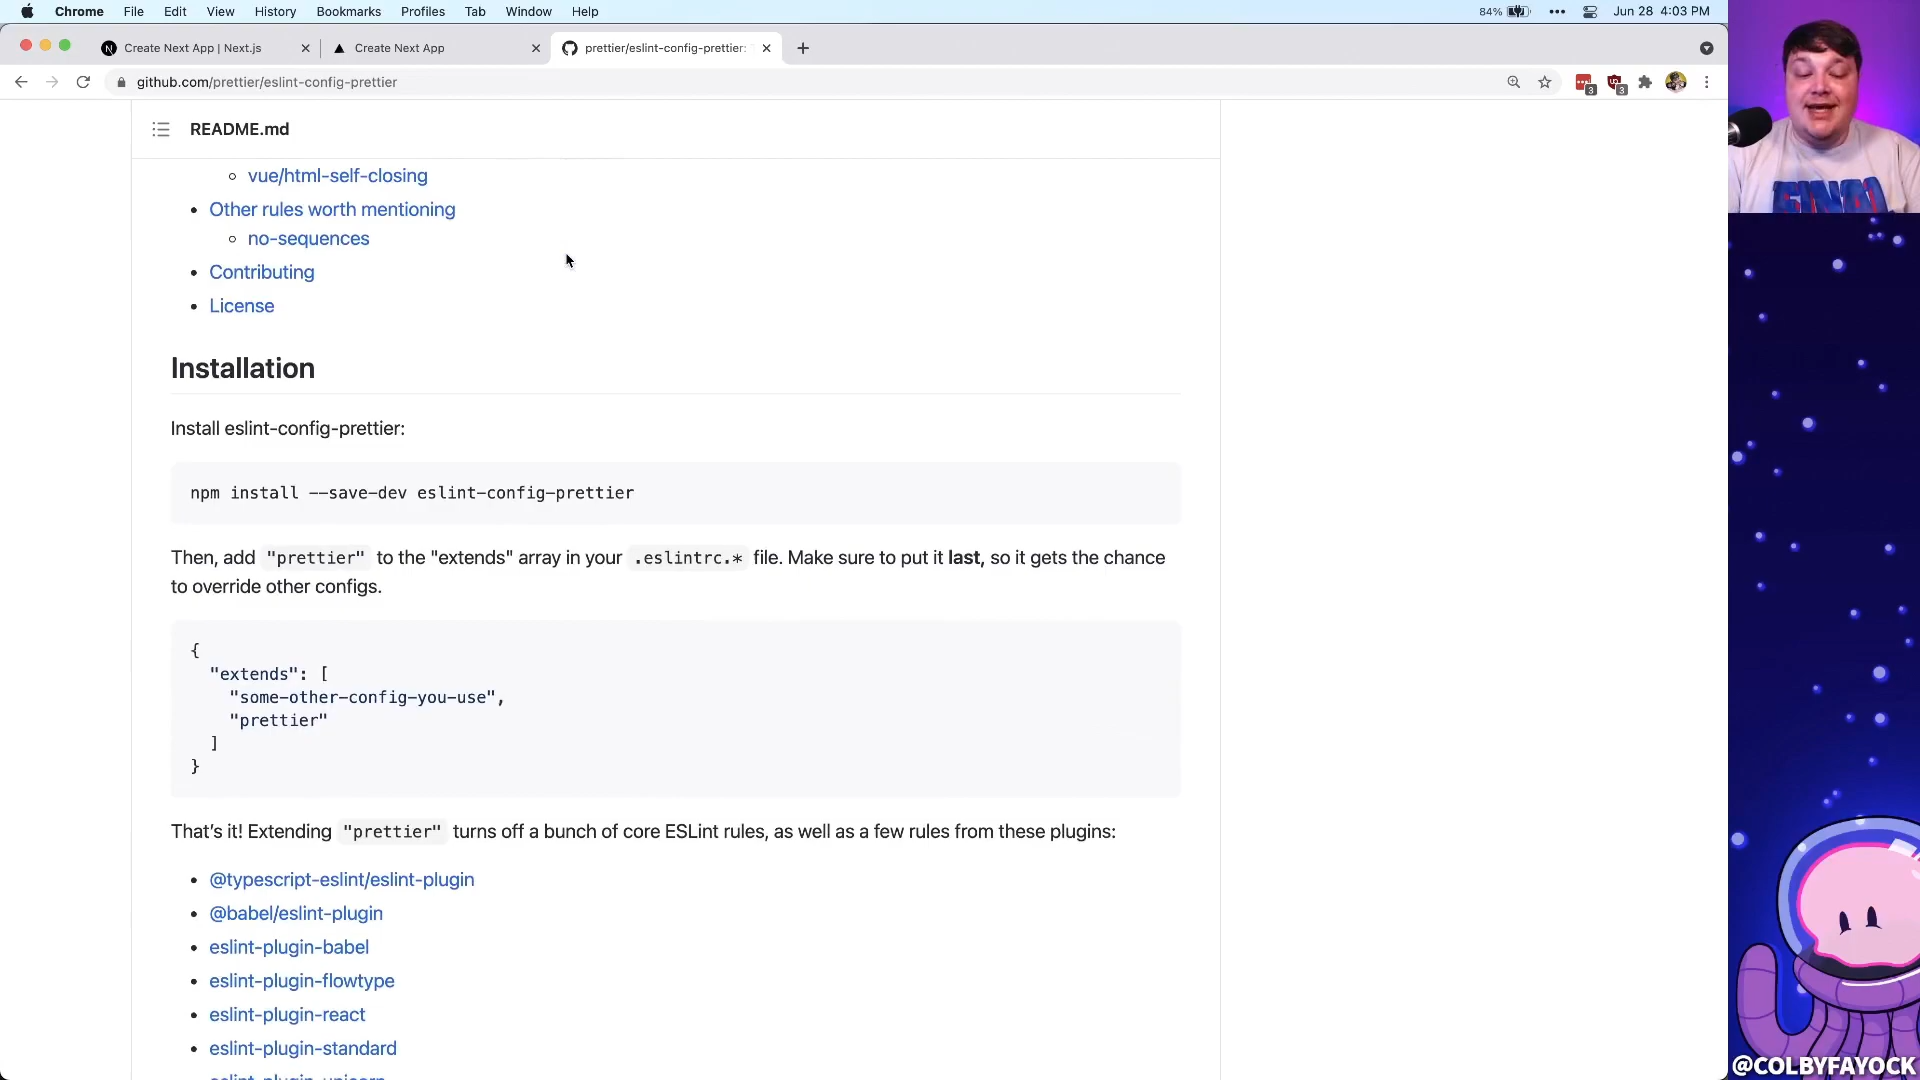 Chrome File Edit View History Bookmarks Profiles Tab Window Help 84% Jun 28 4:03 PM
Create Next App | Next.js Create Next App prettier/eslint-config-prettier:
github.com/prettier/eslint-config-prettier 3 3
README.md
vue/html-self-closing
Other rules worth mentioning
no-sequences
Contributing
License
Installation
Install eslint-config-prettier:
npm install --save-dev eslint-config-prettier
Then, add "prettier" to the "extends" array in your .eslintrc.* file. Make sure to put it last, so it gets the chance
to override other configs.
{
"extends": [
"some-other-config-you-use",
"prettier"
]
}
That's it! Extending "prettier" turns off a bunch of core ESLint rules, as well as a few rules from these plugins:
@typescript-eslint/eslint-plugin
@babel/eslint-plugin
eslint-plugin-babel
eslint-plugin-flowtype
eslint-plugin-react
eslint-plugin-standard
eslint-plugin-unicorn
@COLBYFAYOCK